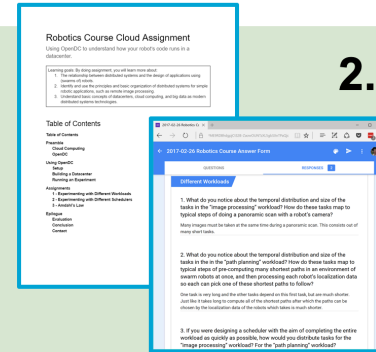 Robotics Course Cloud Assignment
Using OpenDC to understand how your robot's code runs in a
datacenter.
Learning goals: By doing assignment, you will learn more about:
1. The relationship between distributed systems and the design of applications using
(swarms of) robots.
2. Identify and use the principles and basic organization of distributed systems for simple
robotic applications, such as remote image processing.
3. Understand basic concepts of datacenters, cloud computing, and big data as modern
distributed systems technologies.
Table of Contents
Table of Contents
Preamble
Cloud Computing
OpenDC
Using OpenDC
Setup
Building a Datacenter
Running an Experiment
Assignments
1 - Experimenting with Different Workloads
2 - Experimenting with Different Schedulers
3 - Amdahl's Law
Epilogue
Evaluation
Conclusion
Contact
2.
2017-02-26 Robotics C
2017-02-26 Robotics Course Answer Form
QUESTIONS
RESPONSES
Different Workloads
1. What do you notice about the temporal distribution and size of the
tasks in the "image processing" workload? How do these tasks map to
typical steps of doing a panoramic scan with a robot's camera?
Many images must be taken at the same time during a panoramic scan. This consists out of
many short tasks.
2. What do you notice about the temporal distribution and size of the
tasks in the in the "path planning" workload? How do these tasks map to
typical steps of pre-computing many shortest paths in an environment of
swarm robots at once, and then processing each robot's localization data
so each can pick one of these shortest paths to follow?
One task is very long and the other tasks depend on this first task, but are much shorter.
Just like it takes long to compute all of the shortest paths after which the paths can be
chosen by the localization data of the robots which takes is much shorter.
3. If you were designing a scheduler with the aim of completing the entire
workload as quickly as possible, how would you distribute tasks for the
"image processing" workload? For the "path planning" workload?